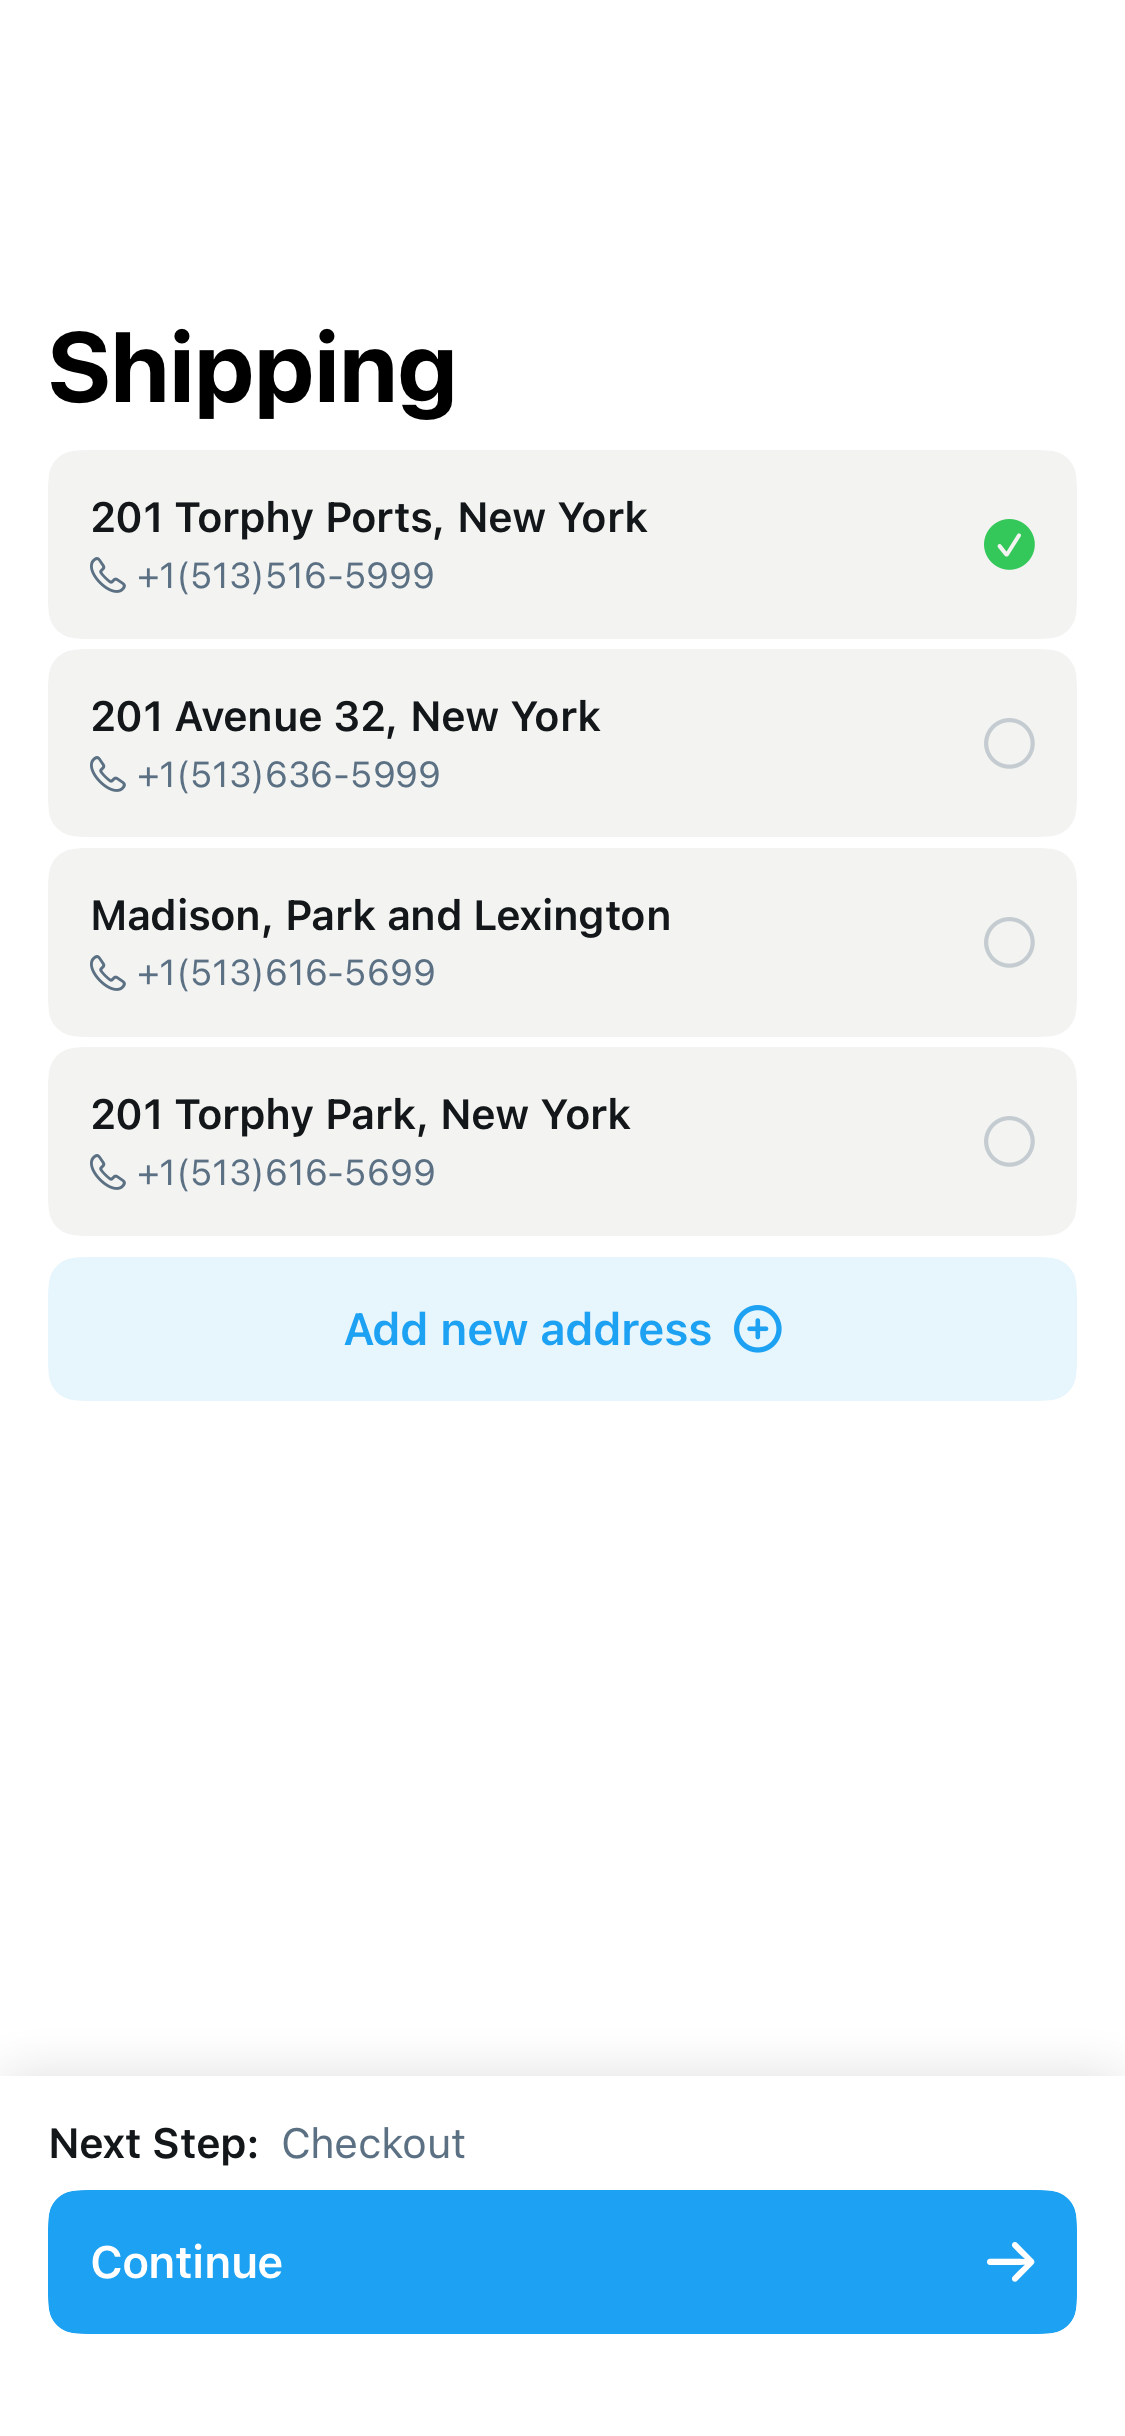 Shipping
201 Torphy Ports, New York
+1(513)516-5999
201 Avenue 32, New York
+1(513)636-5999
Madison, Park and Lexington
+1(513)616-5699
201 Torphy Park, New York
+1(513)616-5699
Add new address
Next Step: Checkout
Continue